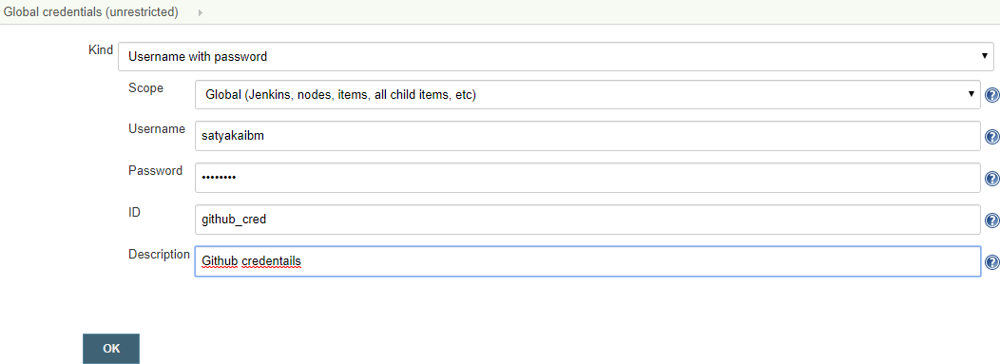 Global credentials (unrestricted)
Kind Username with password
Scope Global (Jenkins, nodes, items, all child items, etc)
Username satyakaibm
Password ••••••••
ID github_cred
Description Github credentails
OK